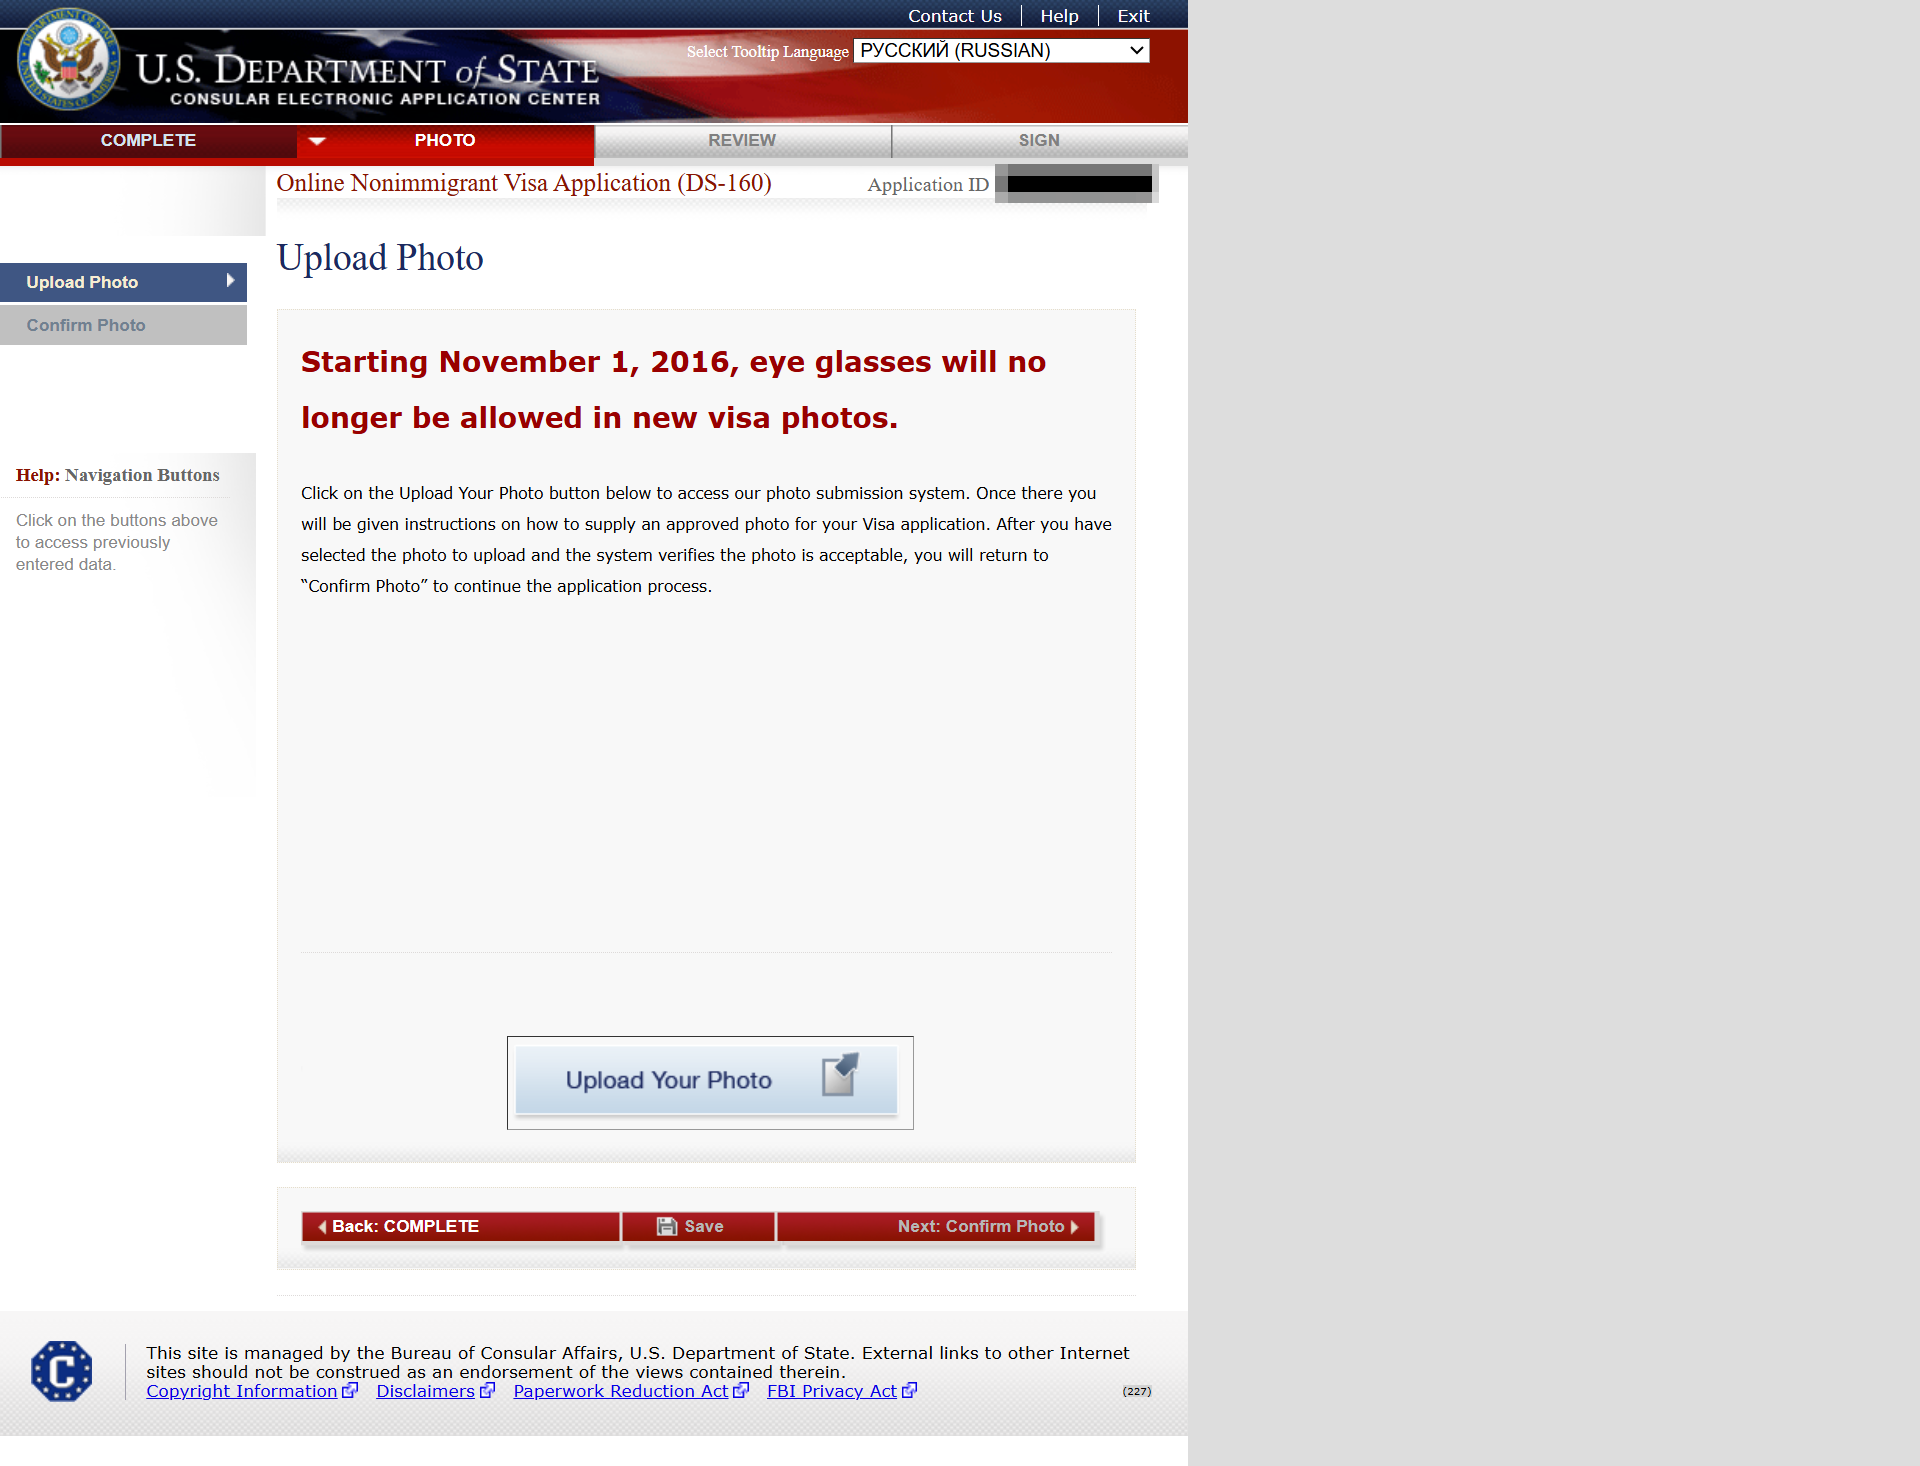 Contact Us
Help
Exit
Select Tooltip Language
РУССКИЙ (RUSSIAN)
U.S. DEPARTMENT of STATE
CONSULAR ELECTRONIC APPLICATION CENTER
COMPLETE
PHOTO
REVIEW
SIGN
Online Nonimmigrant Visa Application (DS-160)
Application ID
Upload Photo
Upload Photo
Confirm Photo
Starting November 1, 2016, eye glasses will no
longer be allowed in new visa photos.
Help: Navigation Buttons
Click on the buttons above
to access previously
entered data.
Click on the Upload Your Photo button below to access our photo submission system. Once there you
will be given instructions on how to supply an approved photo for your Visa application. After you have
selected the photo to upload and the system verifies the photo is acceptable, you will return to
“Confirm Photo” to continue the application process.
Upload Your Photo
Back: COMPLETE
Save
Next: Confirm Photo
C
This site is managed by the Bureau of Consular Affairs, U.S. Department of State. External links to other Internet
sites should not be construed as an endorsement of the views contained therein.
Copyright Information
Disclaimers
Paperwork Reduction Act
FBI Privacy Act
(227)